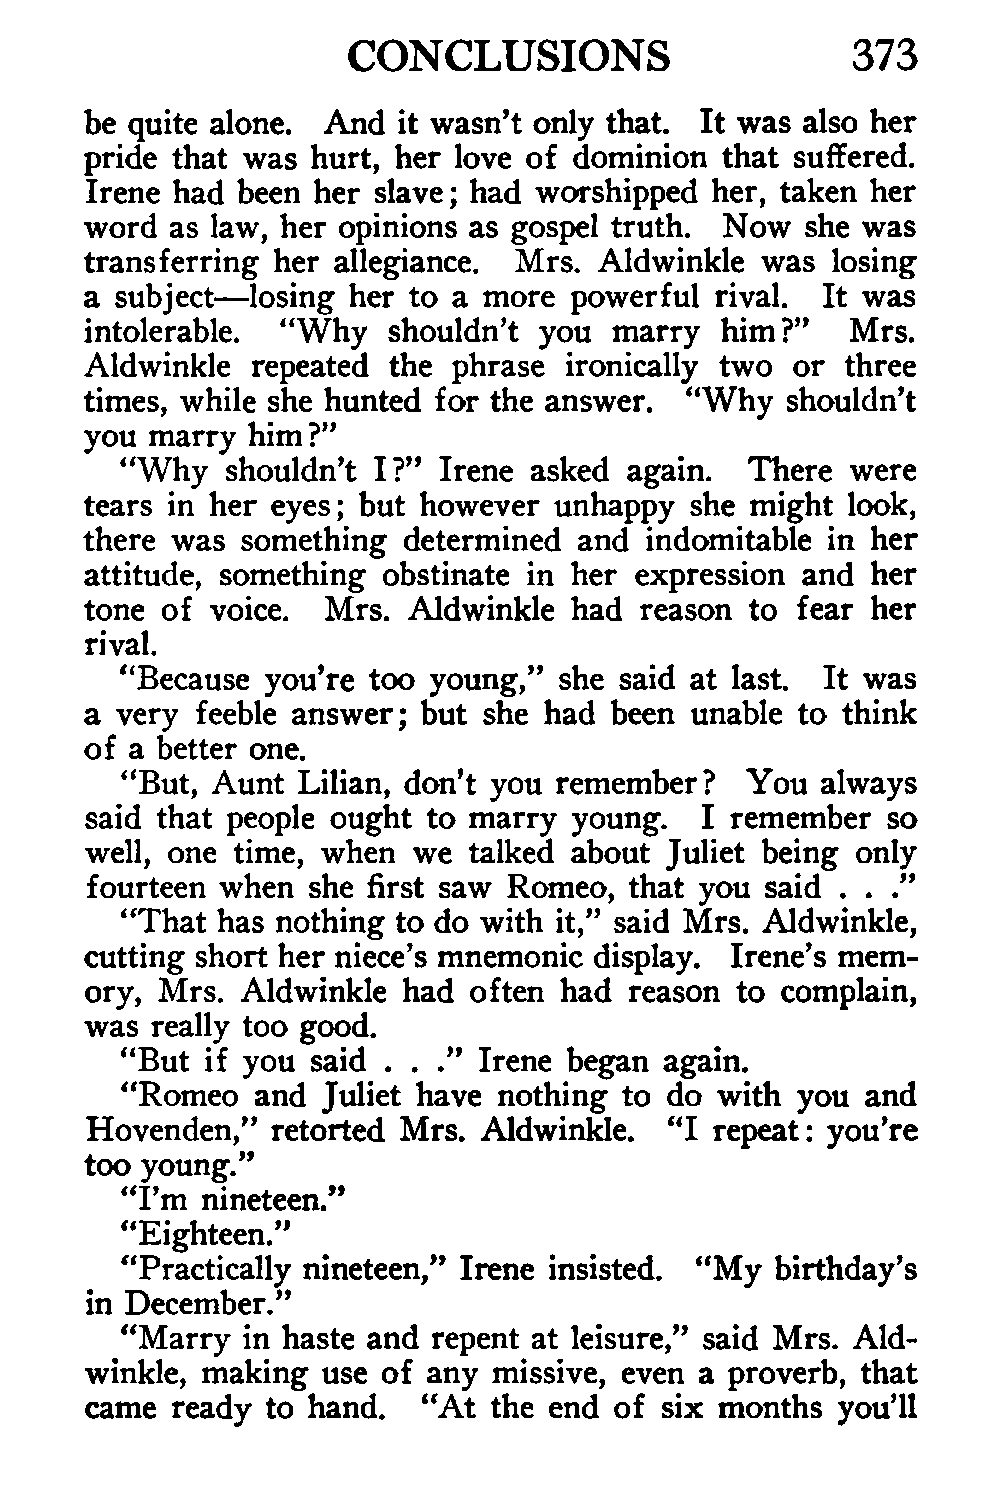 CONCLUSIONS 373
be quite alone. And it wasn't only that. It was also her
pride that was hurt, her love of dominion that suffered.
Irene had been her slave; had worshipped her, taken her
word as law, her opinions as gospel truth. Now she was
transferring her allegiance. Mrs. Aldwinkle was losing
a subject—losing her to a more powerful rival. It was
intolerable. "Why shouldn't you marry him?" Mrs.
Aldwinkle repeated the phrase ironically two or three
times, while she hunted for the answer. "Why shouldn't
you marry him?"
"Why shouldn't I?" Irene asked again. There were
tears in her eyes; but however unhappy she might look,
there was something determined and indomitable in her
attitude, something obstinate in her expression and her
tone of voice. Mrs. Aldwinkle had reason to fear her
rival.
"Because you're too young," she said at last. It was
a very feeble answer; but she had been unable to think
of a better one.
"But, Aunt Lilian, don't you remember? You always
said that people ought to marry young. I remember so
well, one time, when we talked about Juliet being only
fourteen when she first saw Romeo, that you said . . ."
"That has nothing to do with it," said Mrs. Aldwinkle,
cutting short her niece's mnemonic display. Irene's mem-
ory, Mrs. Aldwinkle had often had reason to complain,
was really too good.
"But if you said . . ." Irene began again.
"Romeo and Juliet have nothing to do with you and
Hovenden," retorted Mrs. Aldwinkle. "I repeat: you're
too young."
"I'm nineteen."
"Eighteen."
"Practically nineteen," Irene insisted. "My birthday's
in December."
"Marry in haste and repent at leisure," said Mrs. Ald-
winkle, making use of any missive, even a proverb, that
came ready to hand. "At the end of six months you'll